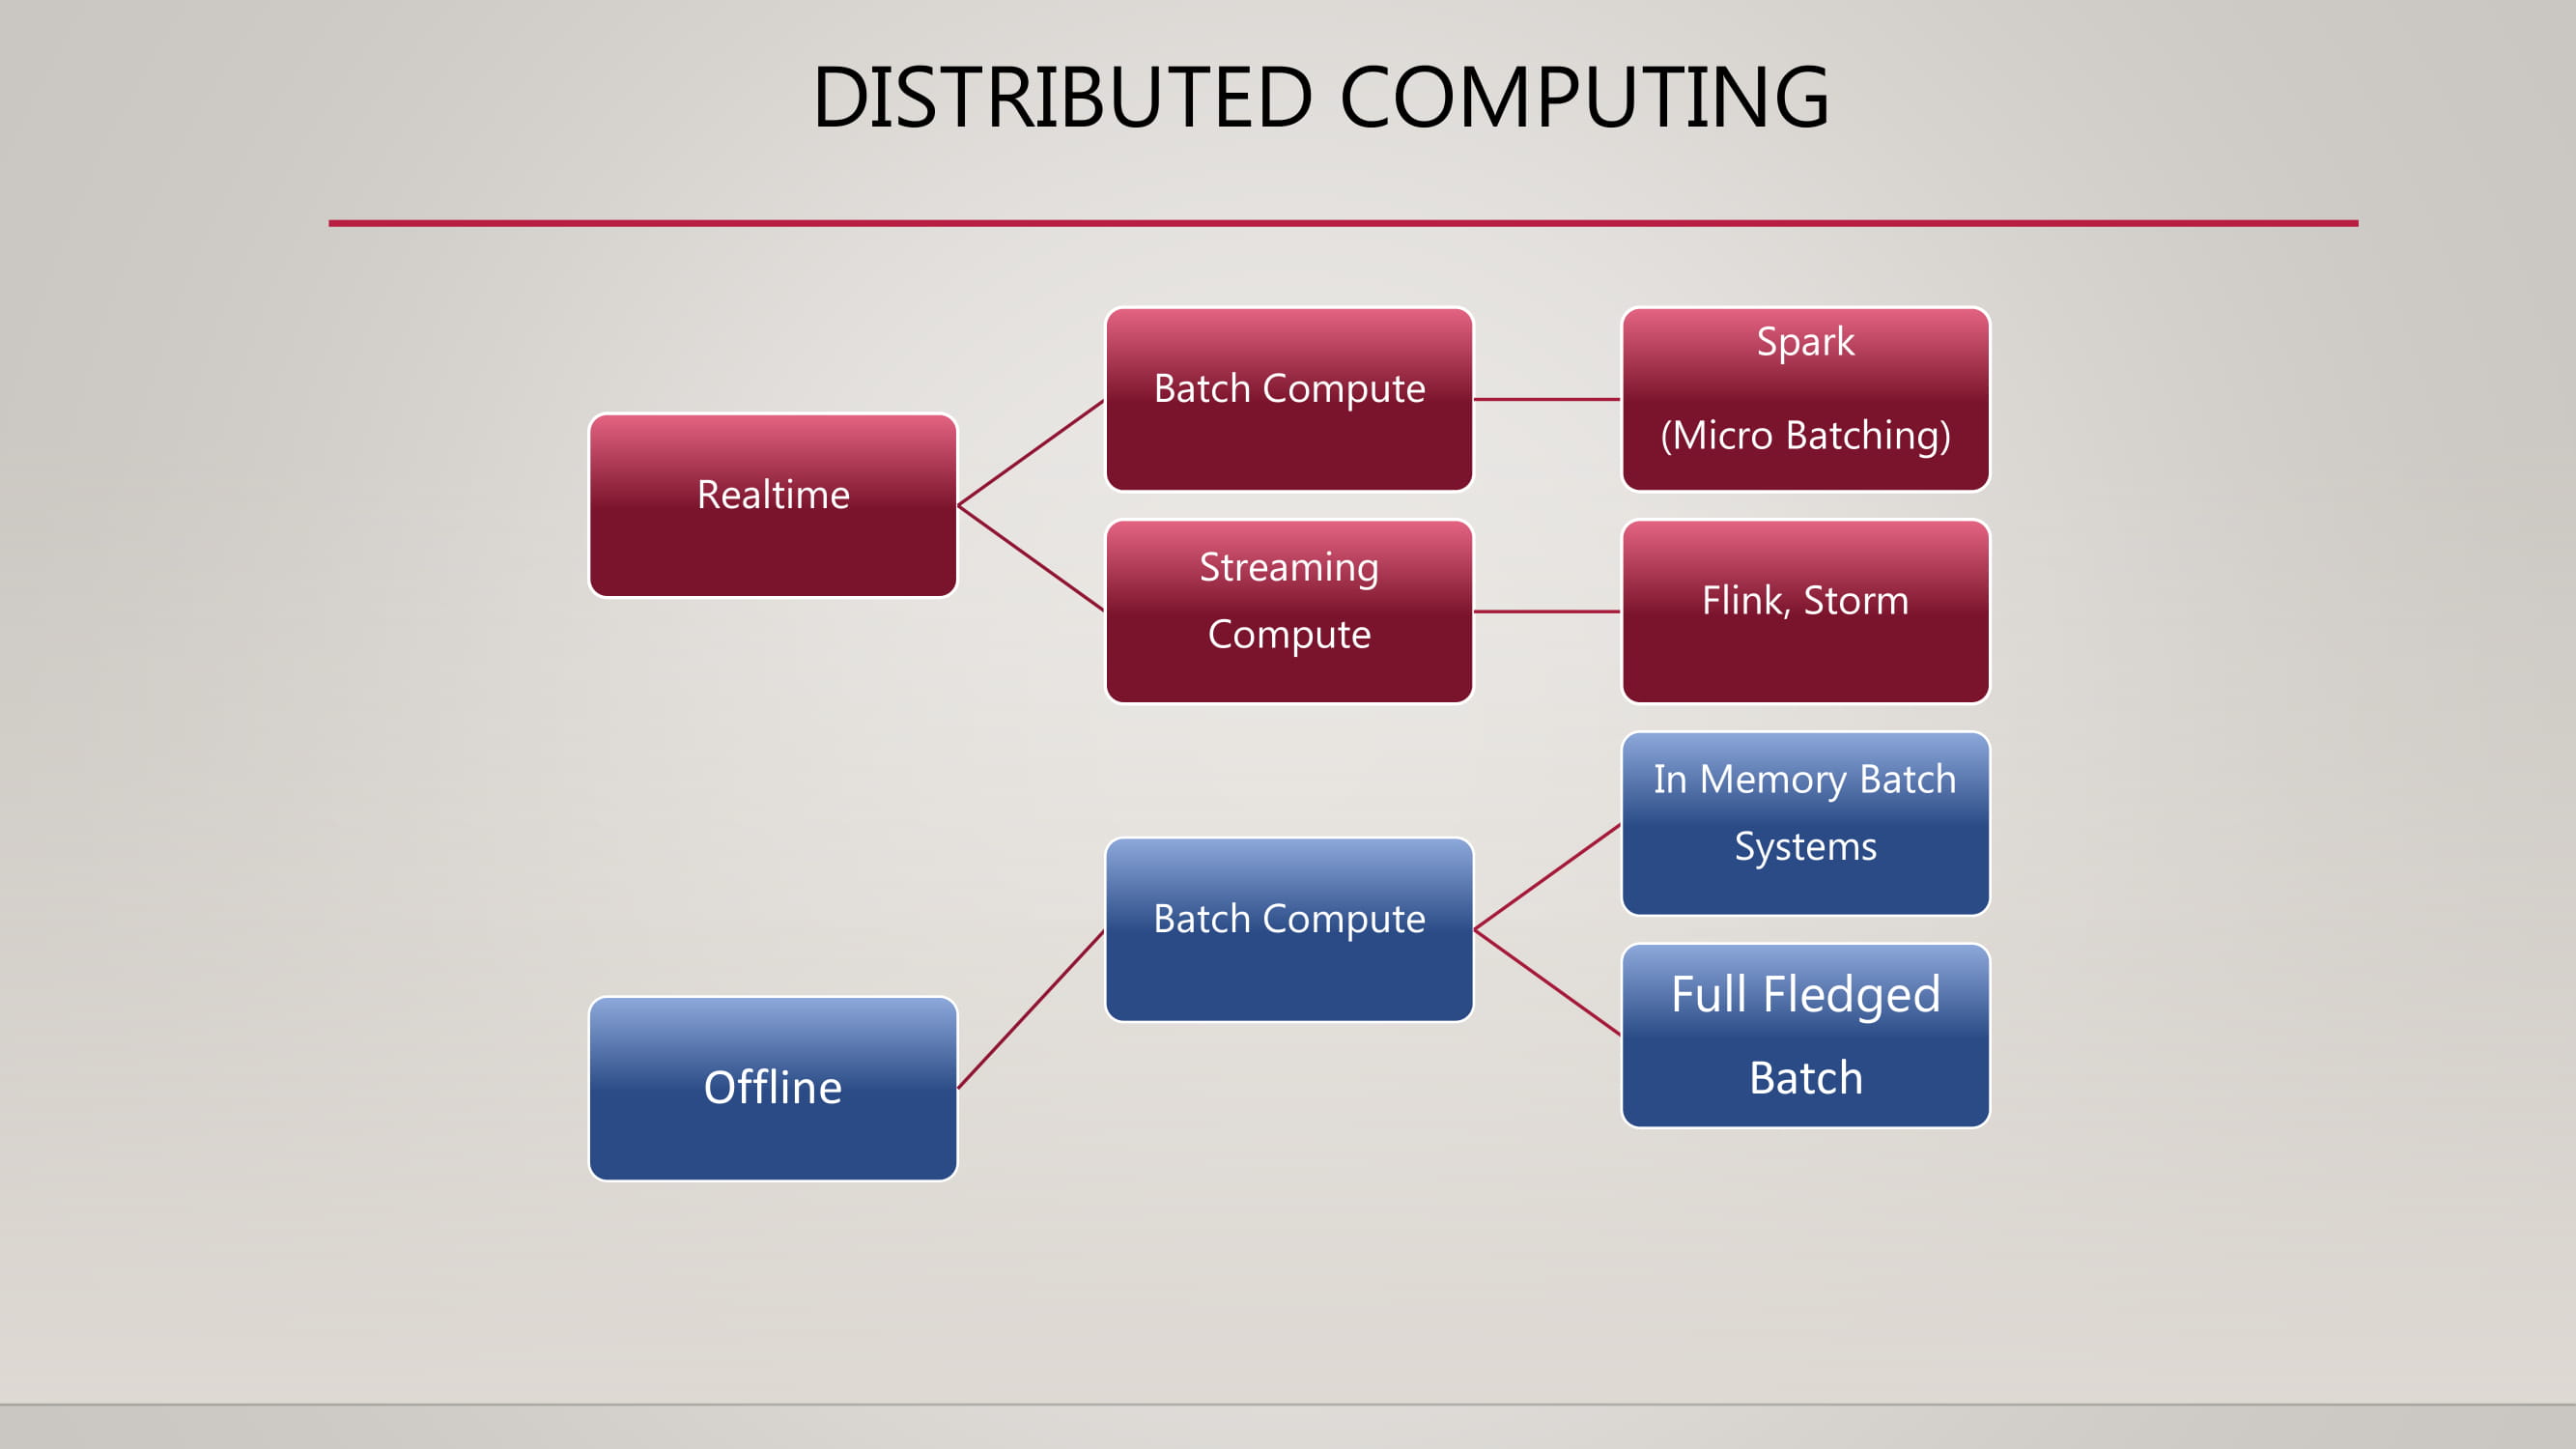 DISTRIBUTED COMPUTING
Realtime
Batch Compute
Spark
(Micro Batching)
Streaming
Compute
Flink, Storm
Offline
Batch Compute
In Memory Batch
Systems
Full Fledged
Batch